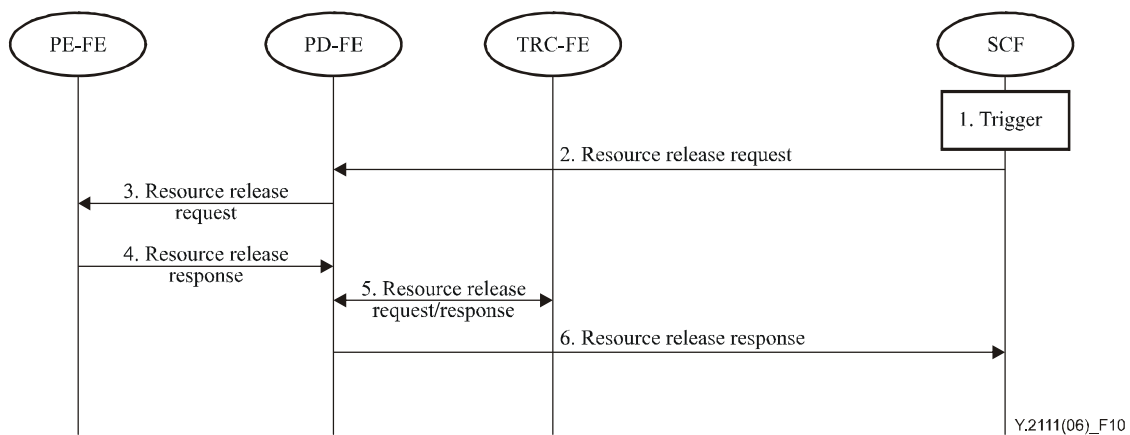 PE-FE
PD-FE
TRC-FE
SCF
1. Trigger
2. Resource release request
3. Resource release
request
4. Resource release
response
5. Resource release
request/response
6. Resource release response
Y.2111(06)_F10